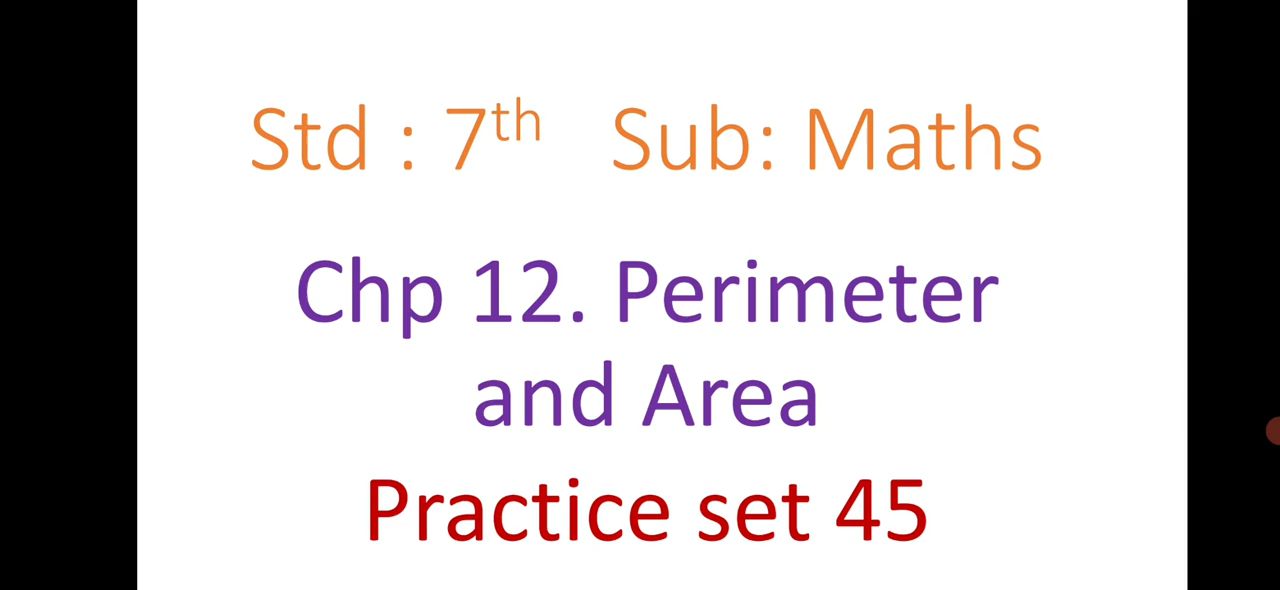 Std : 7th Sub: Maths
Chp 12. Perimeter
and Area
Practice set 45